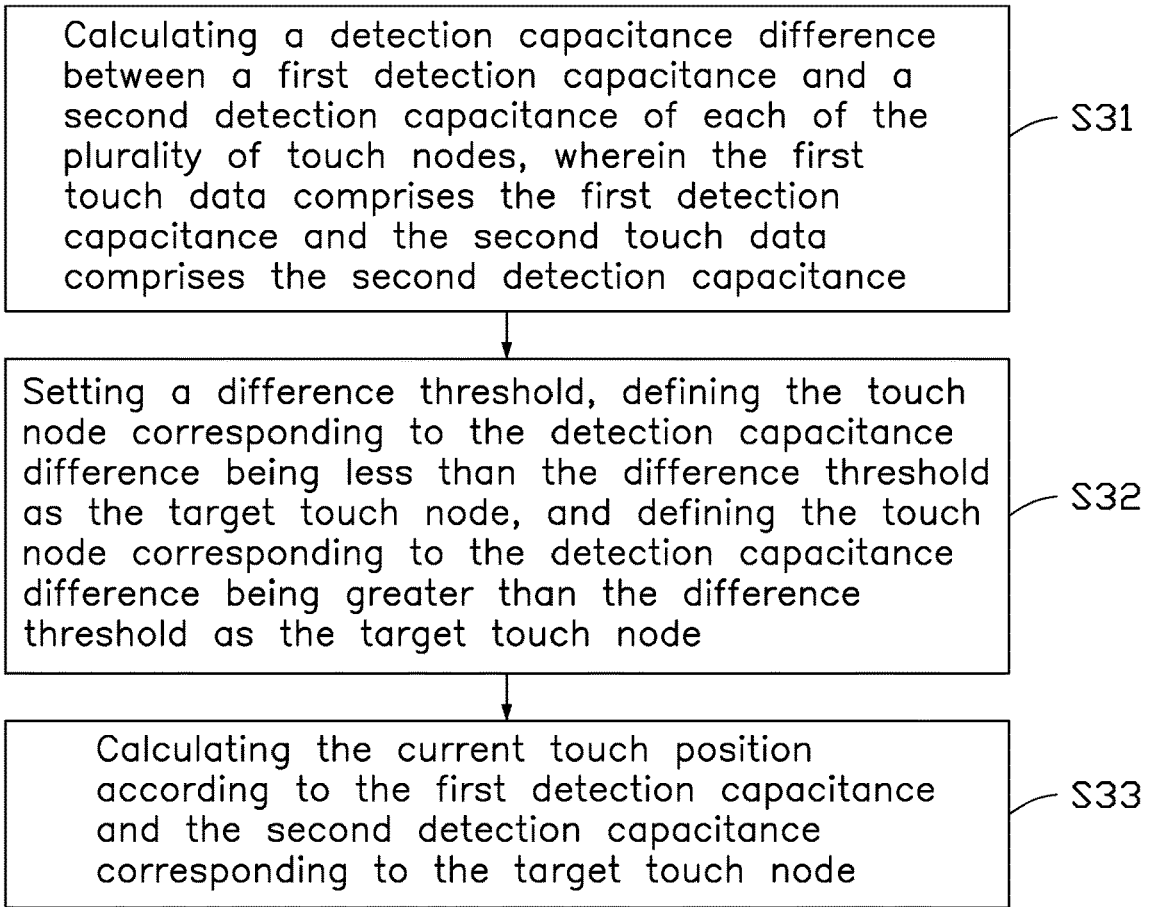 Calculating a detection capacitance difference
between a first detection capacitance and a
second detection capacitance of each of the
plurality of touch nodes, wherein the first
touch data comprises the first detection
capacitance and the second touch data
comprises the second detection capacitance
S31
Setting a difference threshold, defining the touch
node corresponding to the detection capacitance
difference being less than the difference threshold
as the target touch node, and defining the touch
node corresponding to the detection capacitance
difference being greater than the difference
threshold as the target touch node
S32
Calculating the current touch position
according to the first detection capacitance
and the second detection capacitance
corresponding to the target touch node
S33